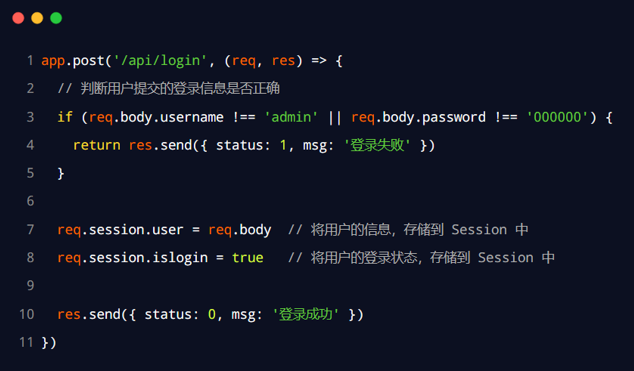 1 app.post('/api/login', (req, res) => {
2   // 判断用户提交的登录信息是否正确
3   if (req.body.username !== 'admin' || req.body.password !== '000000') {
4     return res.send({ status: 1, msg: '登录失败' })
5   }
6
7   req.session.user = req.body  // 将用户的信息，存储到 Session 中
8   req.session.islogin = true   // 将用户的登录状态，存储到 Session 中
9
10   res.send({ status: 0, msg: '登录成功' })
11 })